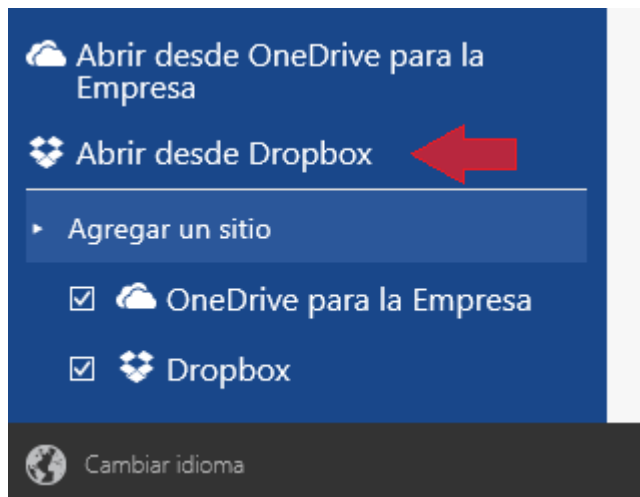 Abrir desde OneDrive para la
Empresa
Abrir desde Dropbox
Agregar un sitio
OneDrive para la Empresa
Dropbox
Cambiar idioma